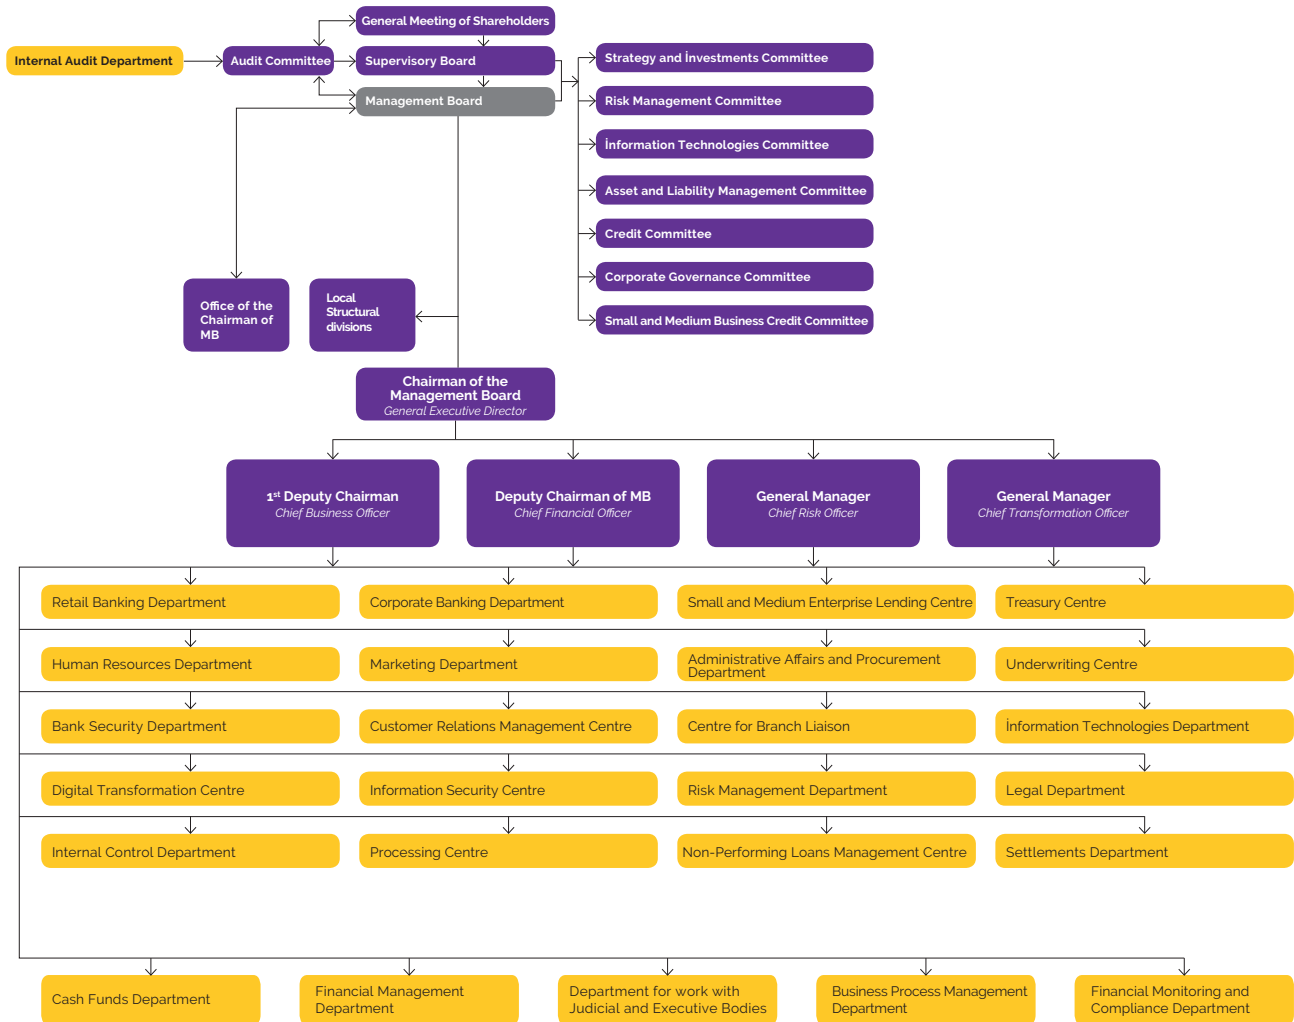 General Meeting of Shareholders
Internal Audit Department
Audit Committee
Supervisory Board
Management Board
Strategy and İnvestments Committee
Risk Management Committee
İnformation Technologies Committee
Asset and Liability Management Committee
Credit Committee
Corporate Governance Committee
Small and Medium Business Credit Committee
Office of the
Chairman of
MB
Local
Structural
divisions
Chairman of the
Management Board
General Executive Director
1st Deputy Chairman
Chief Business Officer
Deputy Chairman of MB
Chief Financial Officer
General Manager
Chief Risk Officer
General Manager
Chief Transformation Officer
Retail Banking Department
Corporate Banking Department
Small and Medium Enterprise Lending Centre
Treasury Centre
Human Resources Department
Marketing Department
Administrative Affairs and Procurement
Department
Underwriting Centre
Bank Security Department
Customer Relations Management Centre
Centre for Branch Liaison
İnformation Technologies Department
Digital Transformation Centre
Information Security Centre
Risk Management Department
Legal Department
Internal Control Department
Processing Centre
Non-Performing Loans Management Centre
Settlements Department
Cash Funds Department
Financial Management
Department
Department for work with
Judicial and Executive Bodies
Business Process Management
Department
Financial Monitoring and
Compliance Department